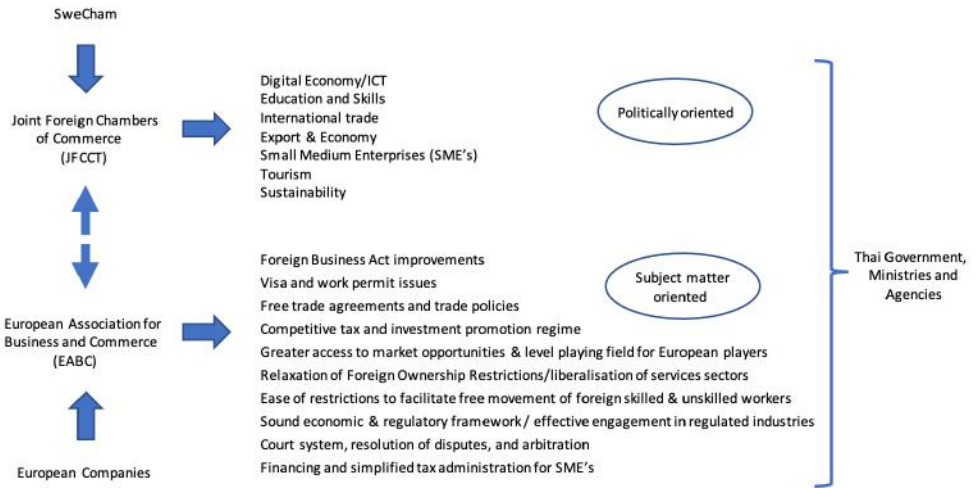 SweCham
Joint Foreign Chambers
of Commerce
(JFCCT)
Digital Economy/ICT
Education and Skills
International trade
Export & Economy
Small Medium Enterprises (SME's)
Tourism
Sustainability
Politically oriented
European Association for
Business and Commerce
(EABC)
Foreign Business Act improvements
Visa and work permit issues
Free trade agreements and trade policies
Competitive tax and investment promotion regime
Greater access to market opportunities & level playing field for European players
Relaxation of Foreign Ownership Restrictions/liberalisation of services sectors
Ease of restrictions to facilitate free movement of foreign skilled & unskilled workers
Sound economic & regulatory framework/ effective engagement in regulated industries
Court system, resolution of disputes, and arbitration
Financing and simplified tax administration for SME's
Subject matter
oriented
European Companies
Thai Government,
Ministries and
Agencies